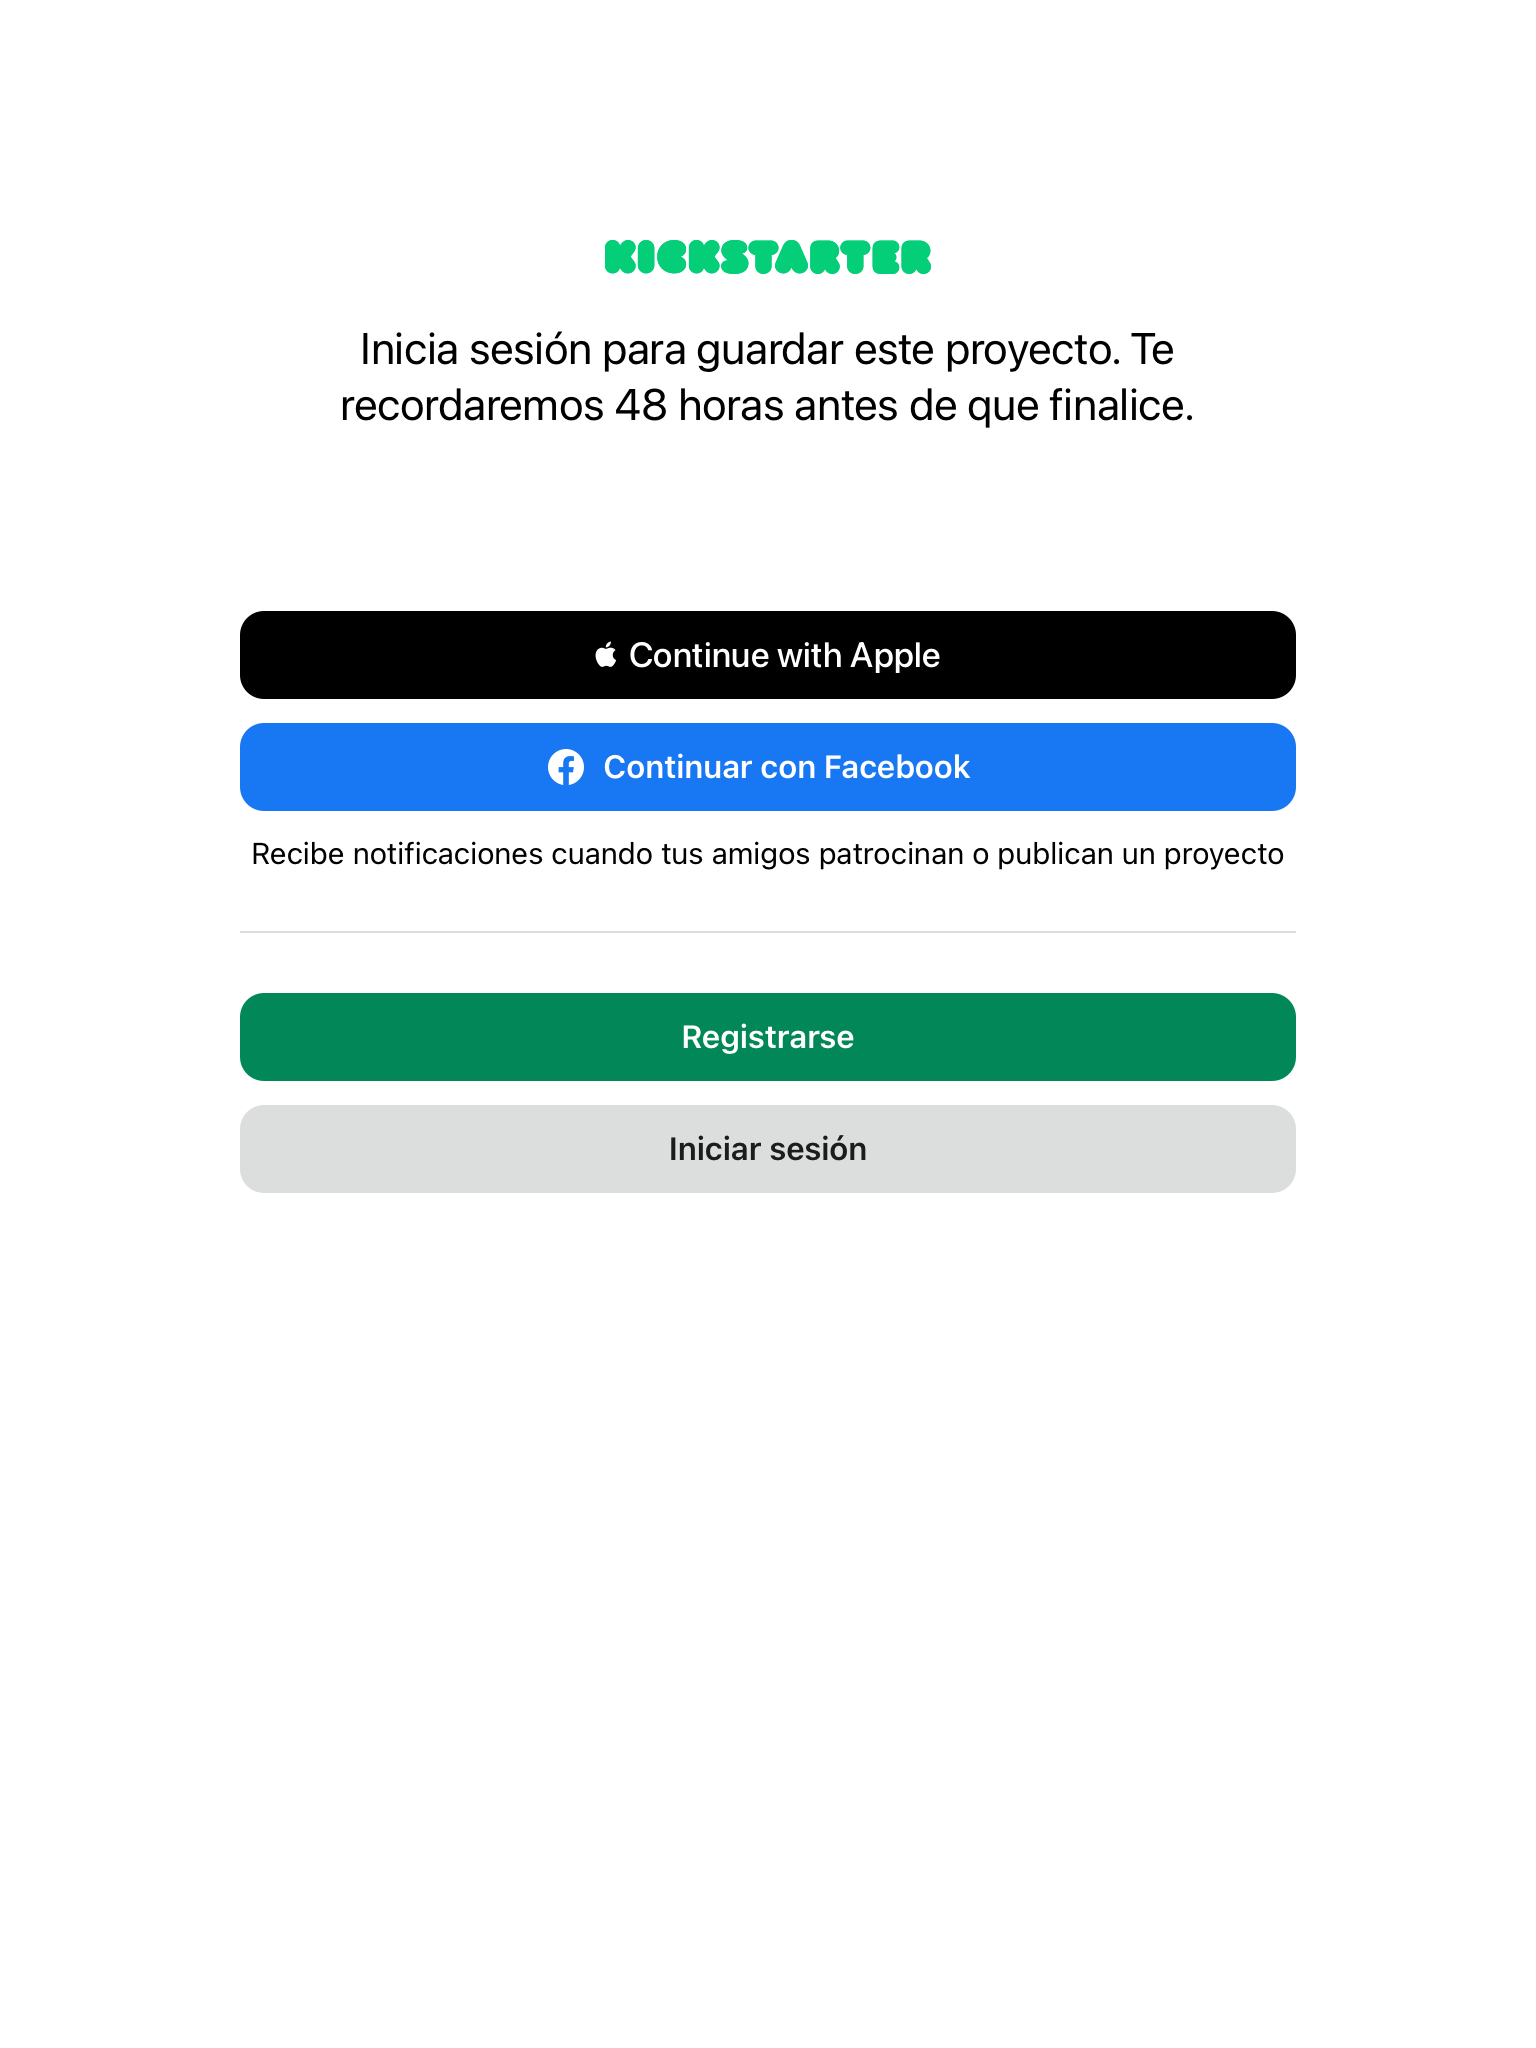 KICKSTARTER
Inicia sesión para guardar este proyecto. Te
recordaremos 48 horas antes de que finalice.
Continue with Apple
Continuar con Facebook
Recibe notificaciones cuando tus amigos patrocinan o publican un proyecto
Registrarse
Iniciar sesión